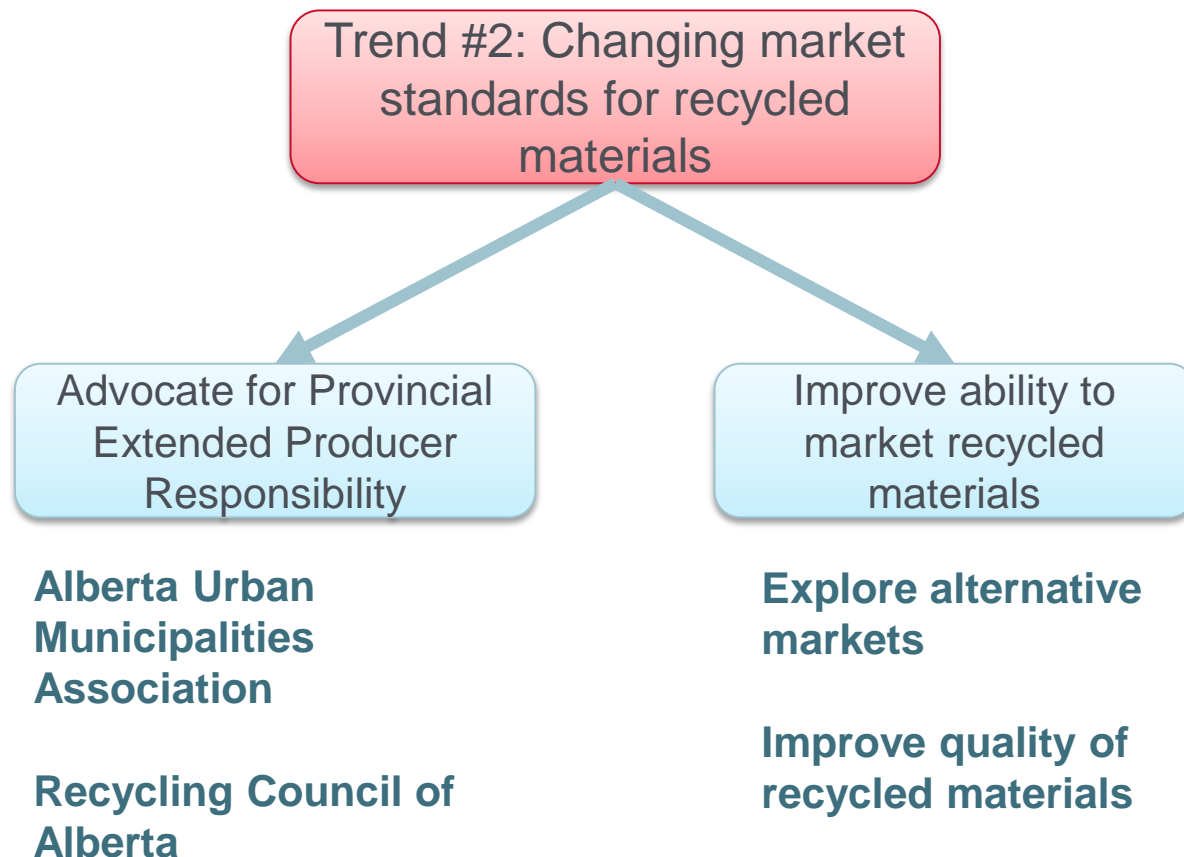 Trend #2: Changing market
standards for recycled
materials
Advocate for Provincial
Extended Producer
Responsibility
Improve ability to
market recycled
materials
Alberta Urban
Municipalities
Association
Recycling Council of
Alberta
Explore alternative
markets
Improve quality of
recycled materials